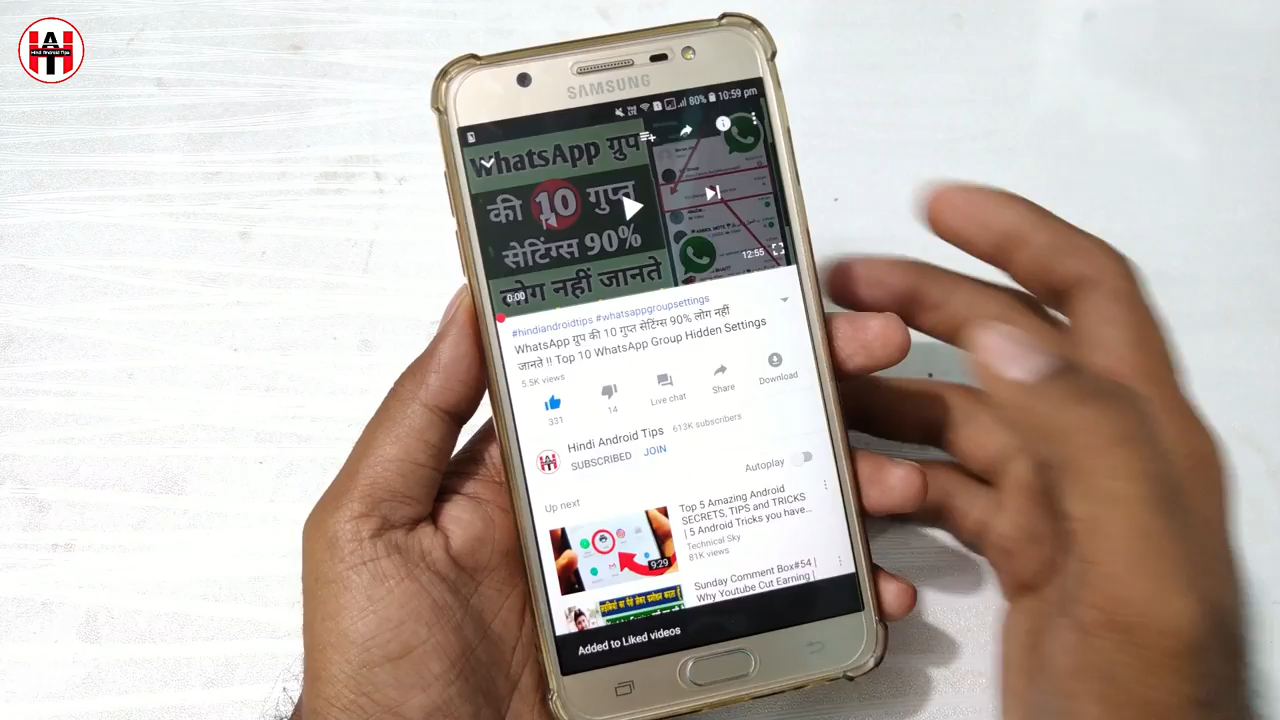 HAT
Hindi Android Tips
SAMSUNG
80% 10:59 pm
WhatsApp ग्रुप
की 10 गुप्त
सेटिंग्स 90%
लोग नहीं जानते
12:55
0:00
#hindiandroidtips #whatsappgroupsettings
WhatsApp ग्रुप की 10 गुप्त सेटिंग्स 90% लोग नहीं
जानते !! Top 10 WhatsApp Group Hidden Settings
5.5K views
331
14
Live chat
Share
Download
Hindi Android Tips 613K subscribers
SUBSCRIBED JOIN
Autoplay
Up next
9:29
Top 5 Amazing Android
SECRETS, TIPS and TRICKS
| 5 Android Tricks you have...
Technical Sky
81K views
Sunday Comment Box#54 |
Why Youtube Cut Earning |
Added to Liked videos